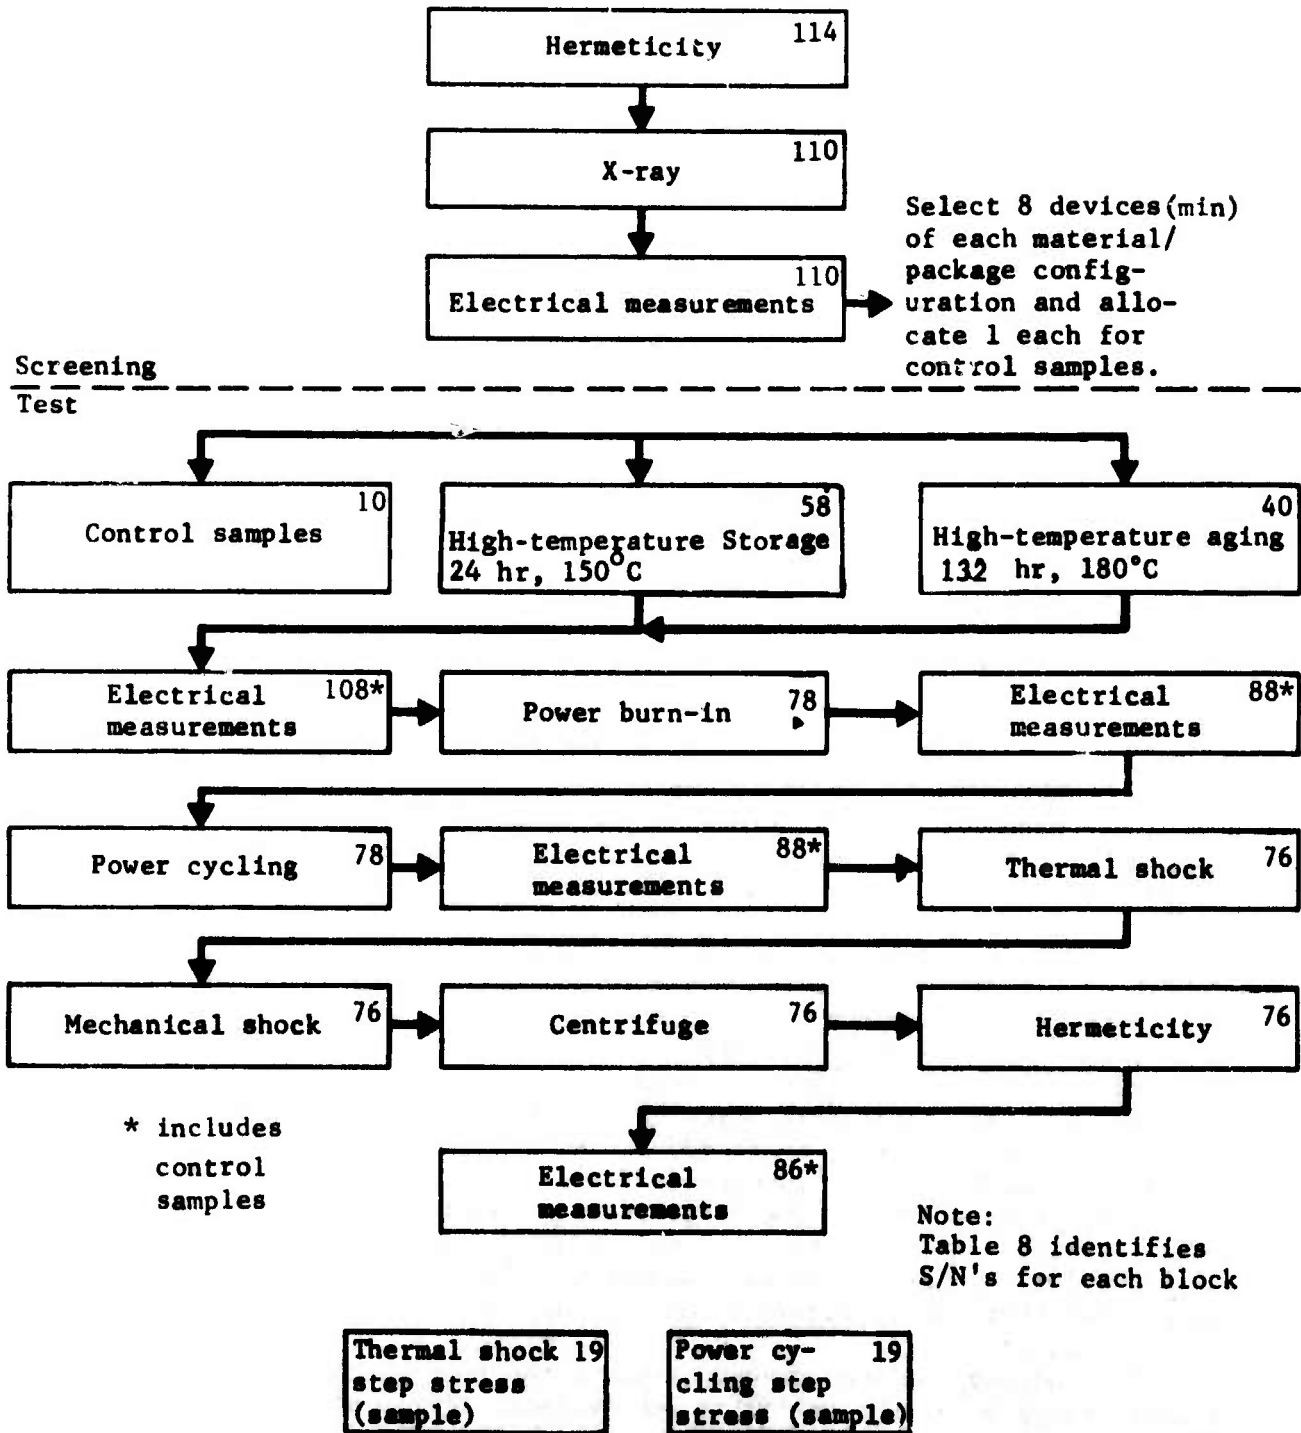 Hermeticity 114
X-ray 110
Electrical measurements 110
Select 8 devices(min)
of each material/
package config-
uration and allo-
cate 1 each for
control samples.
Screening
Test
Control samples 10
58
High-temperature Storage
24 hr, 150°C
40
High-temperature aging
132 hr, 180°C
Electrical 108*
measurements
Power burn-in 78
Electrical 88*
measurements
Power cycling 78
Electrical 88*
measurements
Thermal shock 76
Mechanical shock 76
Centrifuge 76
Hermeticity 76
* includes
control
samples
Electrical 86*
measurements
Note:
Table 8 identifies
S/N's for each block
Thermal shock 19
step stress
(sample)
Power cy- 19
cling step
stress (sample)